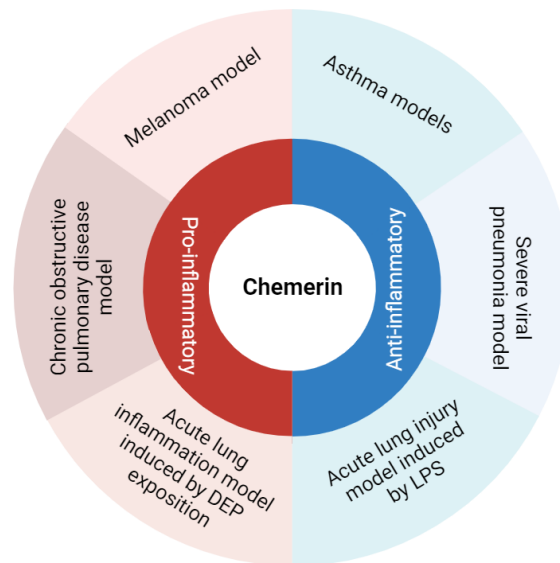 Melanoma model
Asthma models
Chronic obstructive
pulmonary disease
model
Pro-inflammatory
Chemerin
Anti-inflammatory
Severe viral
pneumonia model
Acute lung
inflammation model
induced by DEP
exposition
Acute lung injury
model induced
by LPS